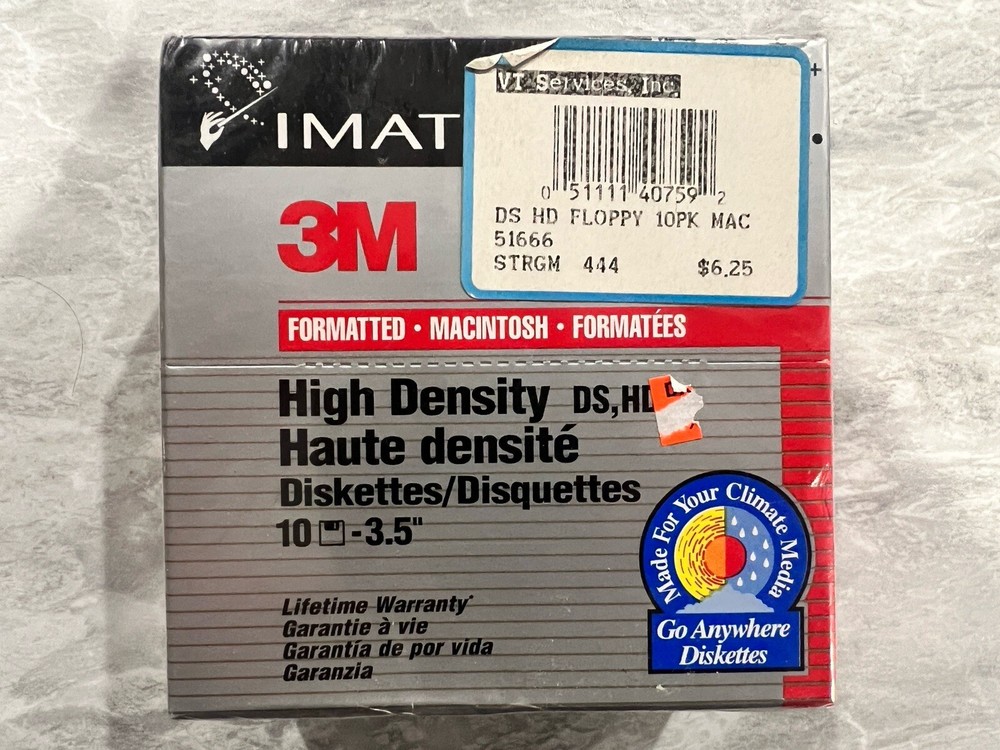 IMAT
VT Services, Inc.
0 51111 40759 2
DS HD FLOPPY 10PK MAC
51666
STRGM 444 $6.25
3M
FORMATTED • MACINTOSH • FORMATÉES
High Density DS,HD
Haute densité
Diskettes/Disquettes
10 -3.5"
Made For Your Climate Media
Go Anywhere
Diskettes
Lifetime Warranty*
Garantie à vie
Garantía de por vida
Garanzia